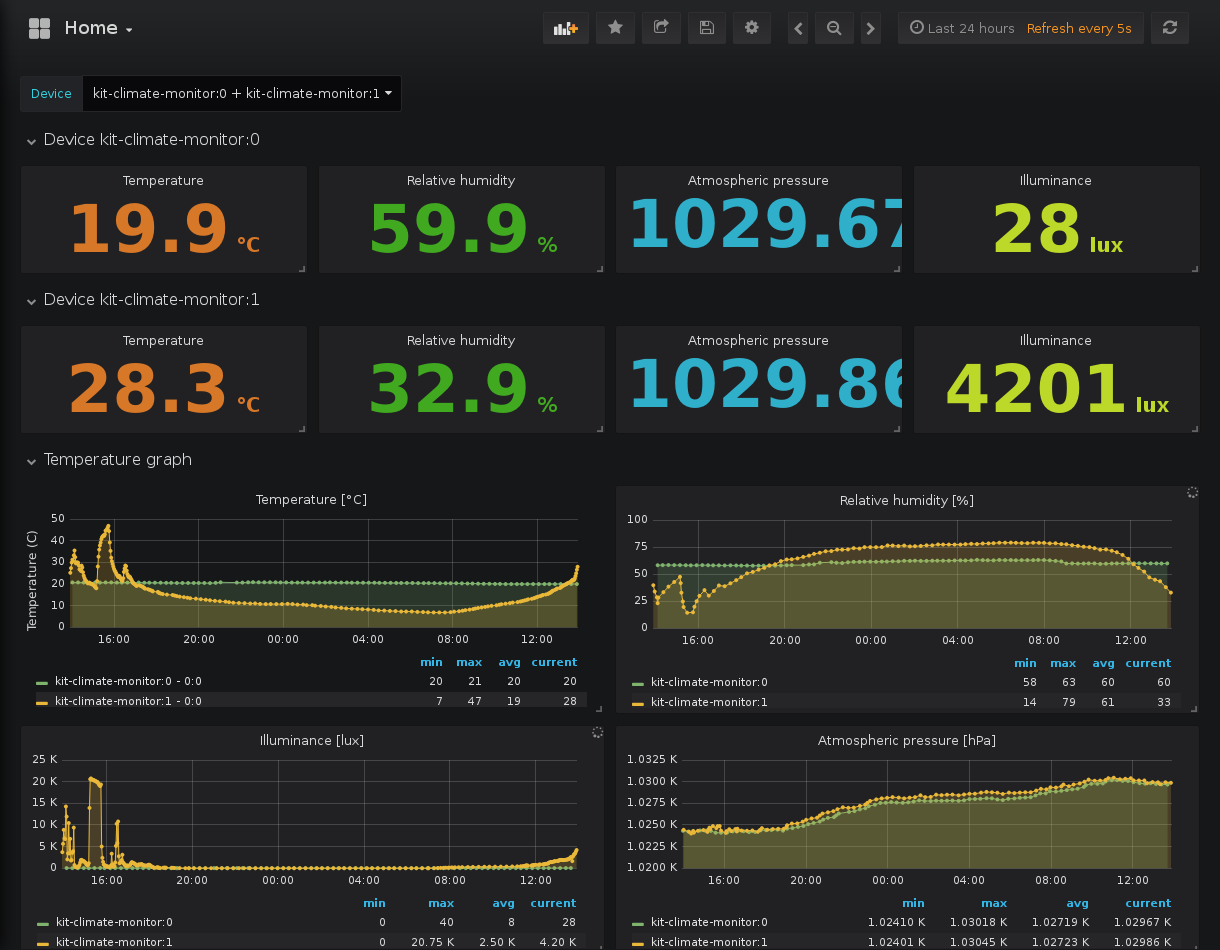 Home
Last 24 hours Refresh every 5s
Device kit-climate-monitor:0 + kit-climate-monitor:1
Device kit-climate-monitor:0
Temperature Relative humidity Atmospheric pressure Illuminance
19.9 °C 59.9 % 1029.67 28 lux
Device kit-climate-monitor:1
Temperature Relative humidity Atmospheric pressure Illuminance
28.3 °C 32.9 % 1029.86 4201 lux
Temperature graph
Temperature [°C]
Temperature (C)
50
40
30
20
10
0
16:00 20:00 00:00 04:00 08:00 12:00
min max avg current
kit-climate-monitor:0 - 0:0 20 21 20 20
kit-climate-monitor:1 - 0:0 7 47 19 28
Relative humidity [%]
100
75
50
25
0
16:00 20:00 00:00 04:00 08:00 12:00
min max avg current
kit-climate-monitor:0 58 63 60 60
kit-climate-monitor:1 14 79 61 33
Illuminance [lux]
25 K
20 K
15 K
10 K
5 K
0
16:00 20:00 00:00 04:00 08:00 12:00
min max avg current
kit-climate-monitor:0 0 40 8 28
kit-climate-monitor:1 0 20.75 K 2.50 K 4.20 K
Atmospheric pressure [hPa]
1.0325 K
1.0300 K
1.0275 K
1.0250 K
1.0225 K
1.0200 K
16:00 20:00 00:00 04:00 08:00 12:00
min max avg current
kit-climate-monitor:0 1.02410 K 1.03018 K 1.02719 K 1.02967 K
kit-climate-monitor:1 1.02401 K 1.03045 K 1.02723 K 1.02986 K